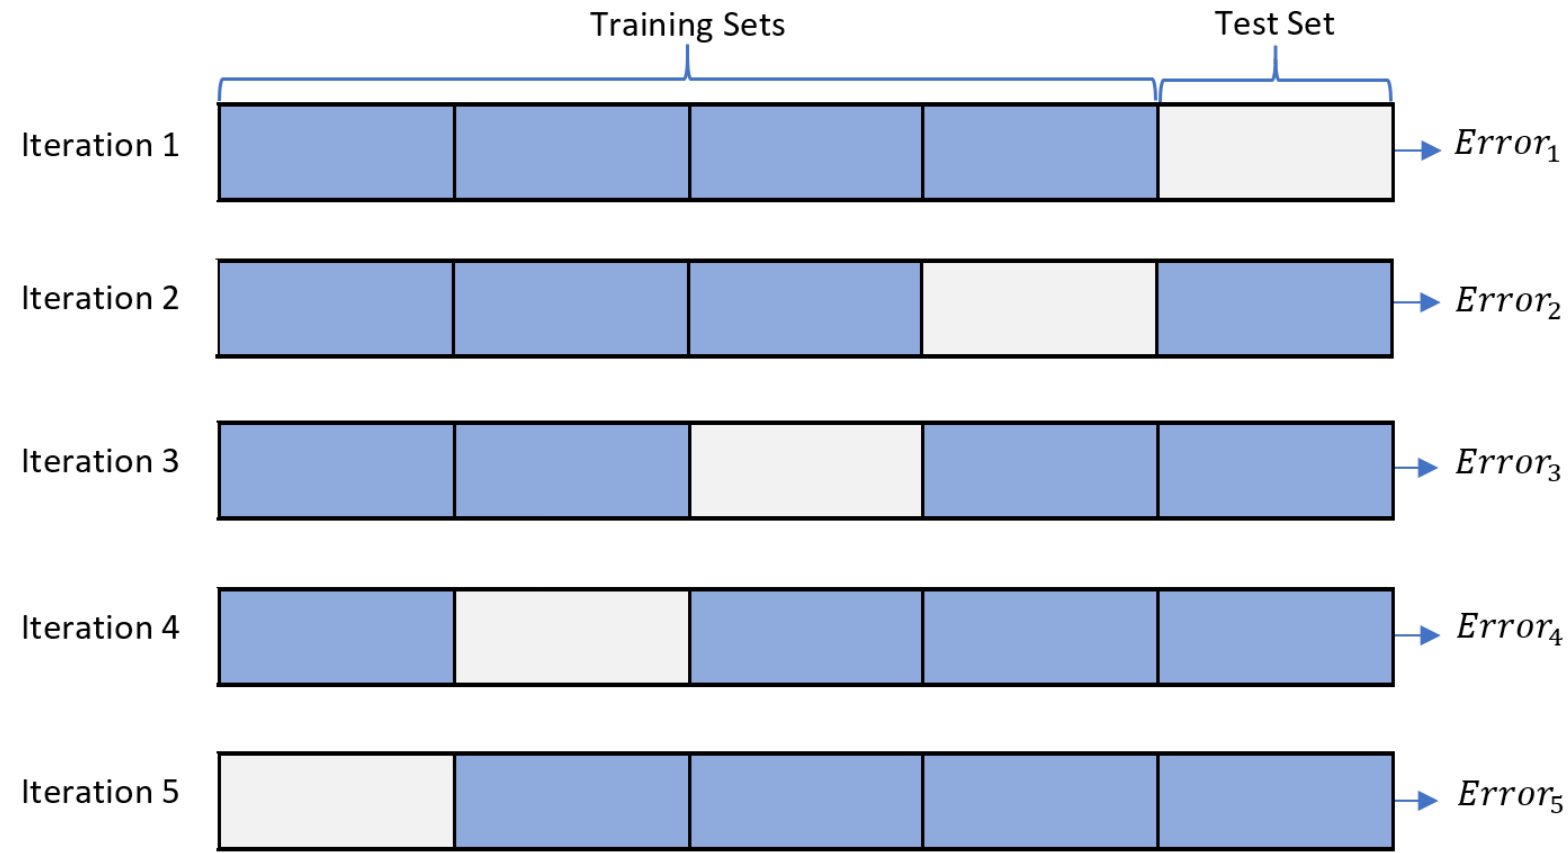 Training Sets
Test Set
Iteration 1
Error₁
Iteration 2
Error₂
Iteration 3
Error₃
Iteration 4
Error₄
Iteration 5
Error₅